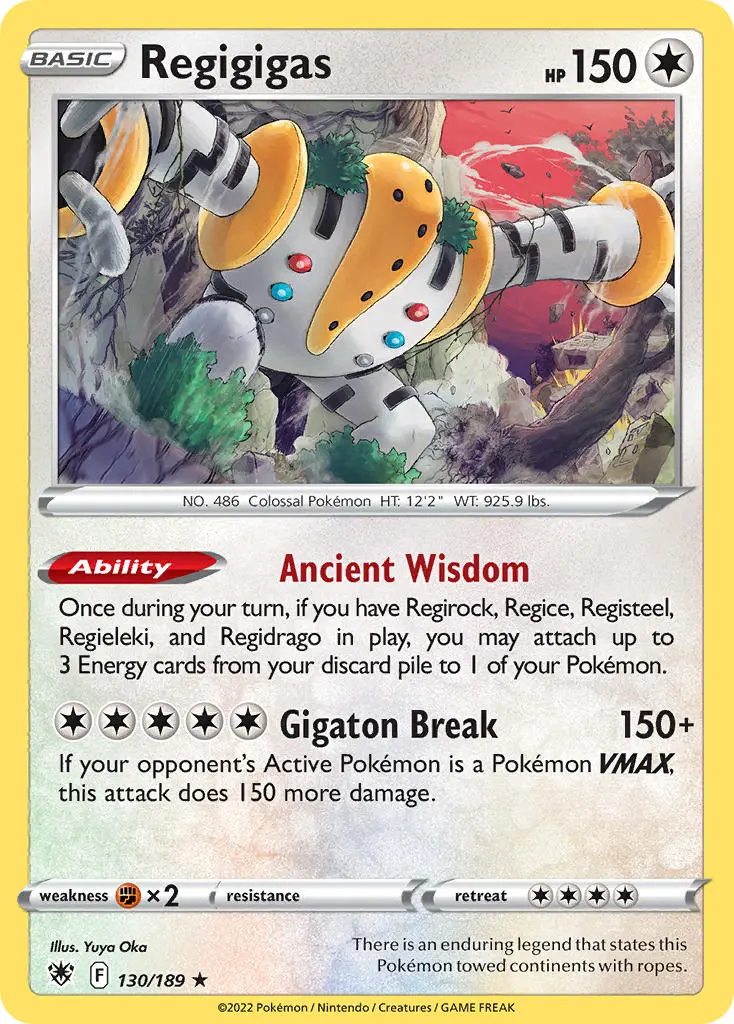 BASIC Regigigas HP 150
NO. 486 Colossal Pokémon HT: 12'2" WT: 925.9 lbs.
Ability Ancient Wisdom
Once during your turn, if you have Regirock, Regice, Registeel,
Regieleki, and Regidrago in play, you may attach up to
3 Energy cards from your discard pile to 1 of your Pokémon.
Gigaton Break 150+
If your opponent's Active Pokémon is a Pokémon VMAX,
this attack does 150 more damage.
weakness ×2 resistance retreat
Illus. Yuya Oka
There is an enduring legend that states this
Pokémon towed continents with ropes.
F 130/189 ★
©2022 Pokémon / Nintendo / Creatures / GAME FREAK